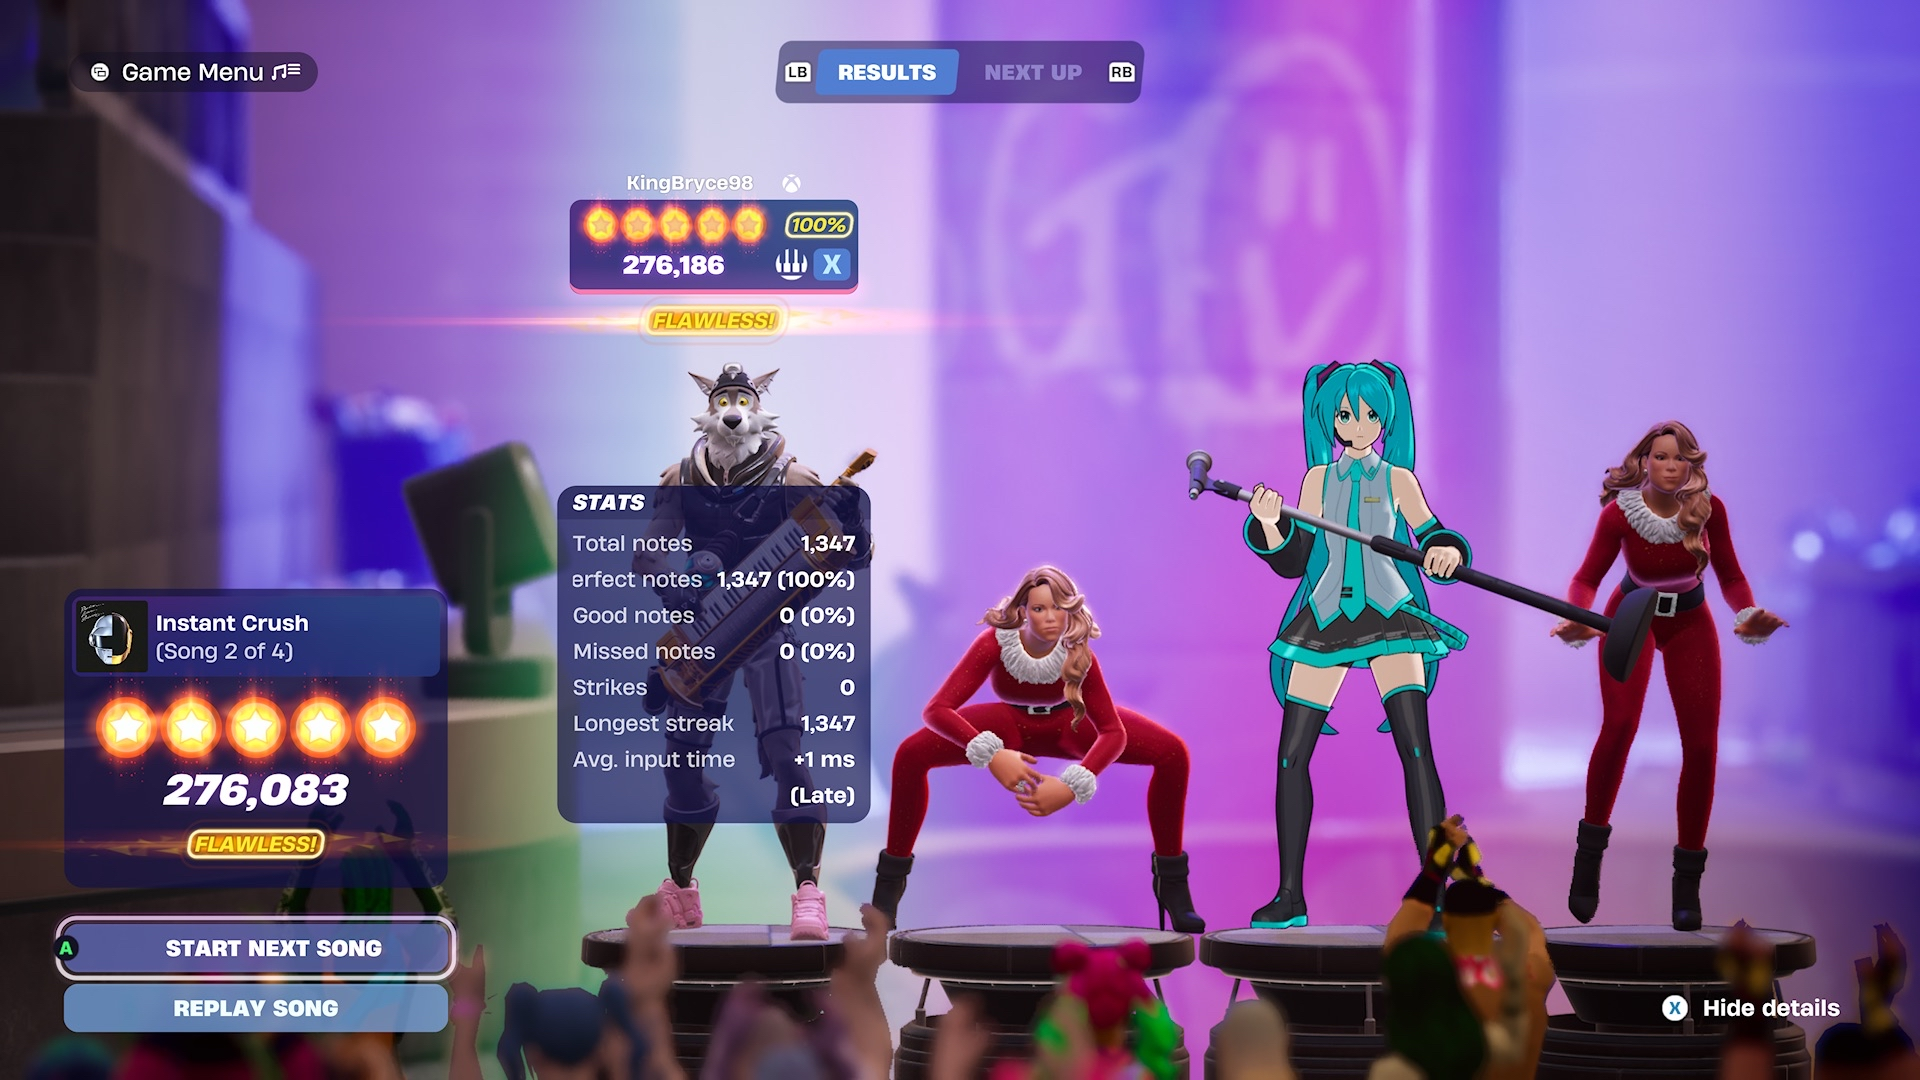 Game Menu
LB RESULTS NEXT UP RB
KingBryce98
100%
276,186
X
FLAWLESS!
STATS
Total notes 1,347
erfect notes 1,347 (100%)
Good notes 0 (0%)
Missed notes 0 (0%)
Strikes 0
Longest streak 1,347
Avg. input time +1 ms
(Late)
Instant Crush
(Song 2 of 4)
276,083
FLAWLESS!
A START NEXT SONG
REPLAY SONG
X Hide details